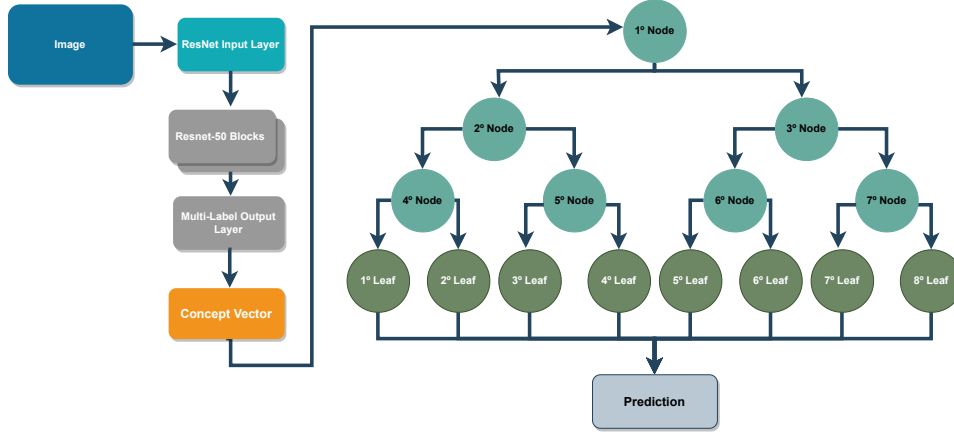 Image
ResNet Input Layer
Resnet-50 Blocks
Multi-Label Output
Layer
Concept Vector
1º Node
2º Node
3º Node
4º Node
5º Node
6º Node
7º Node
1º Leaf
2º Leaf
3º Leaf
4º Leaf
5º Leaf
6º Leaf
7º Leaf
8º Leaf
Prediction